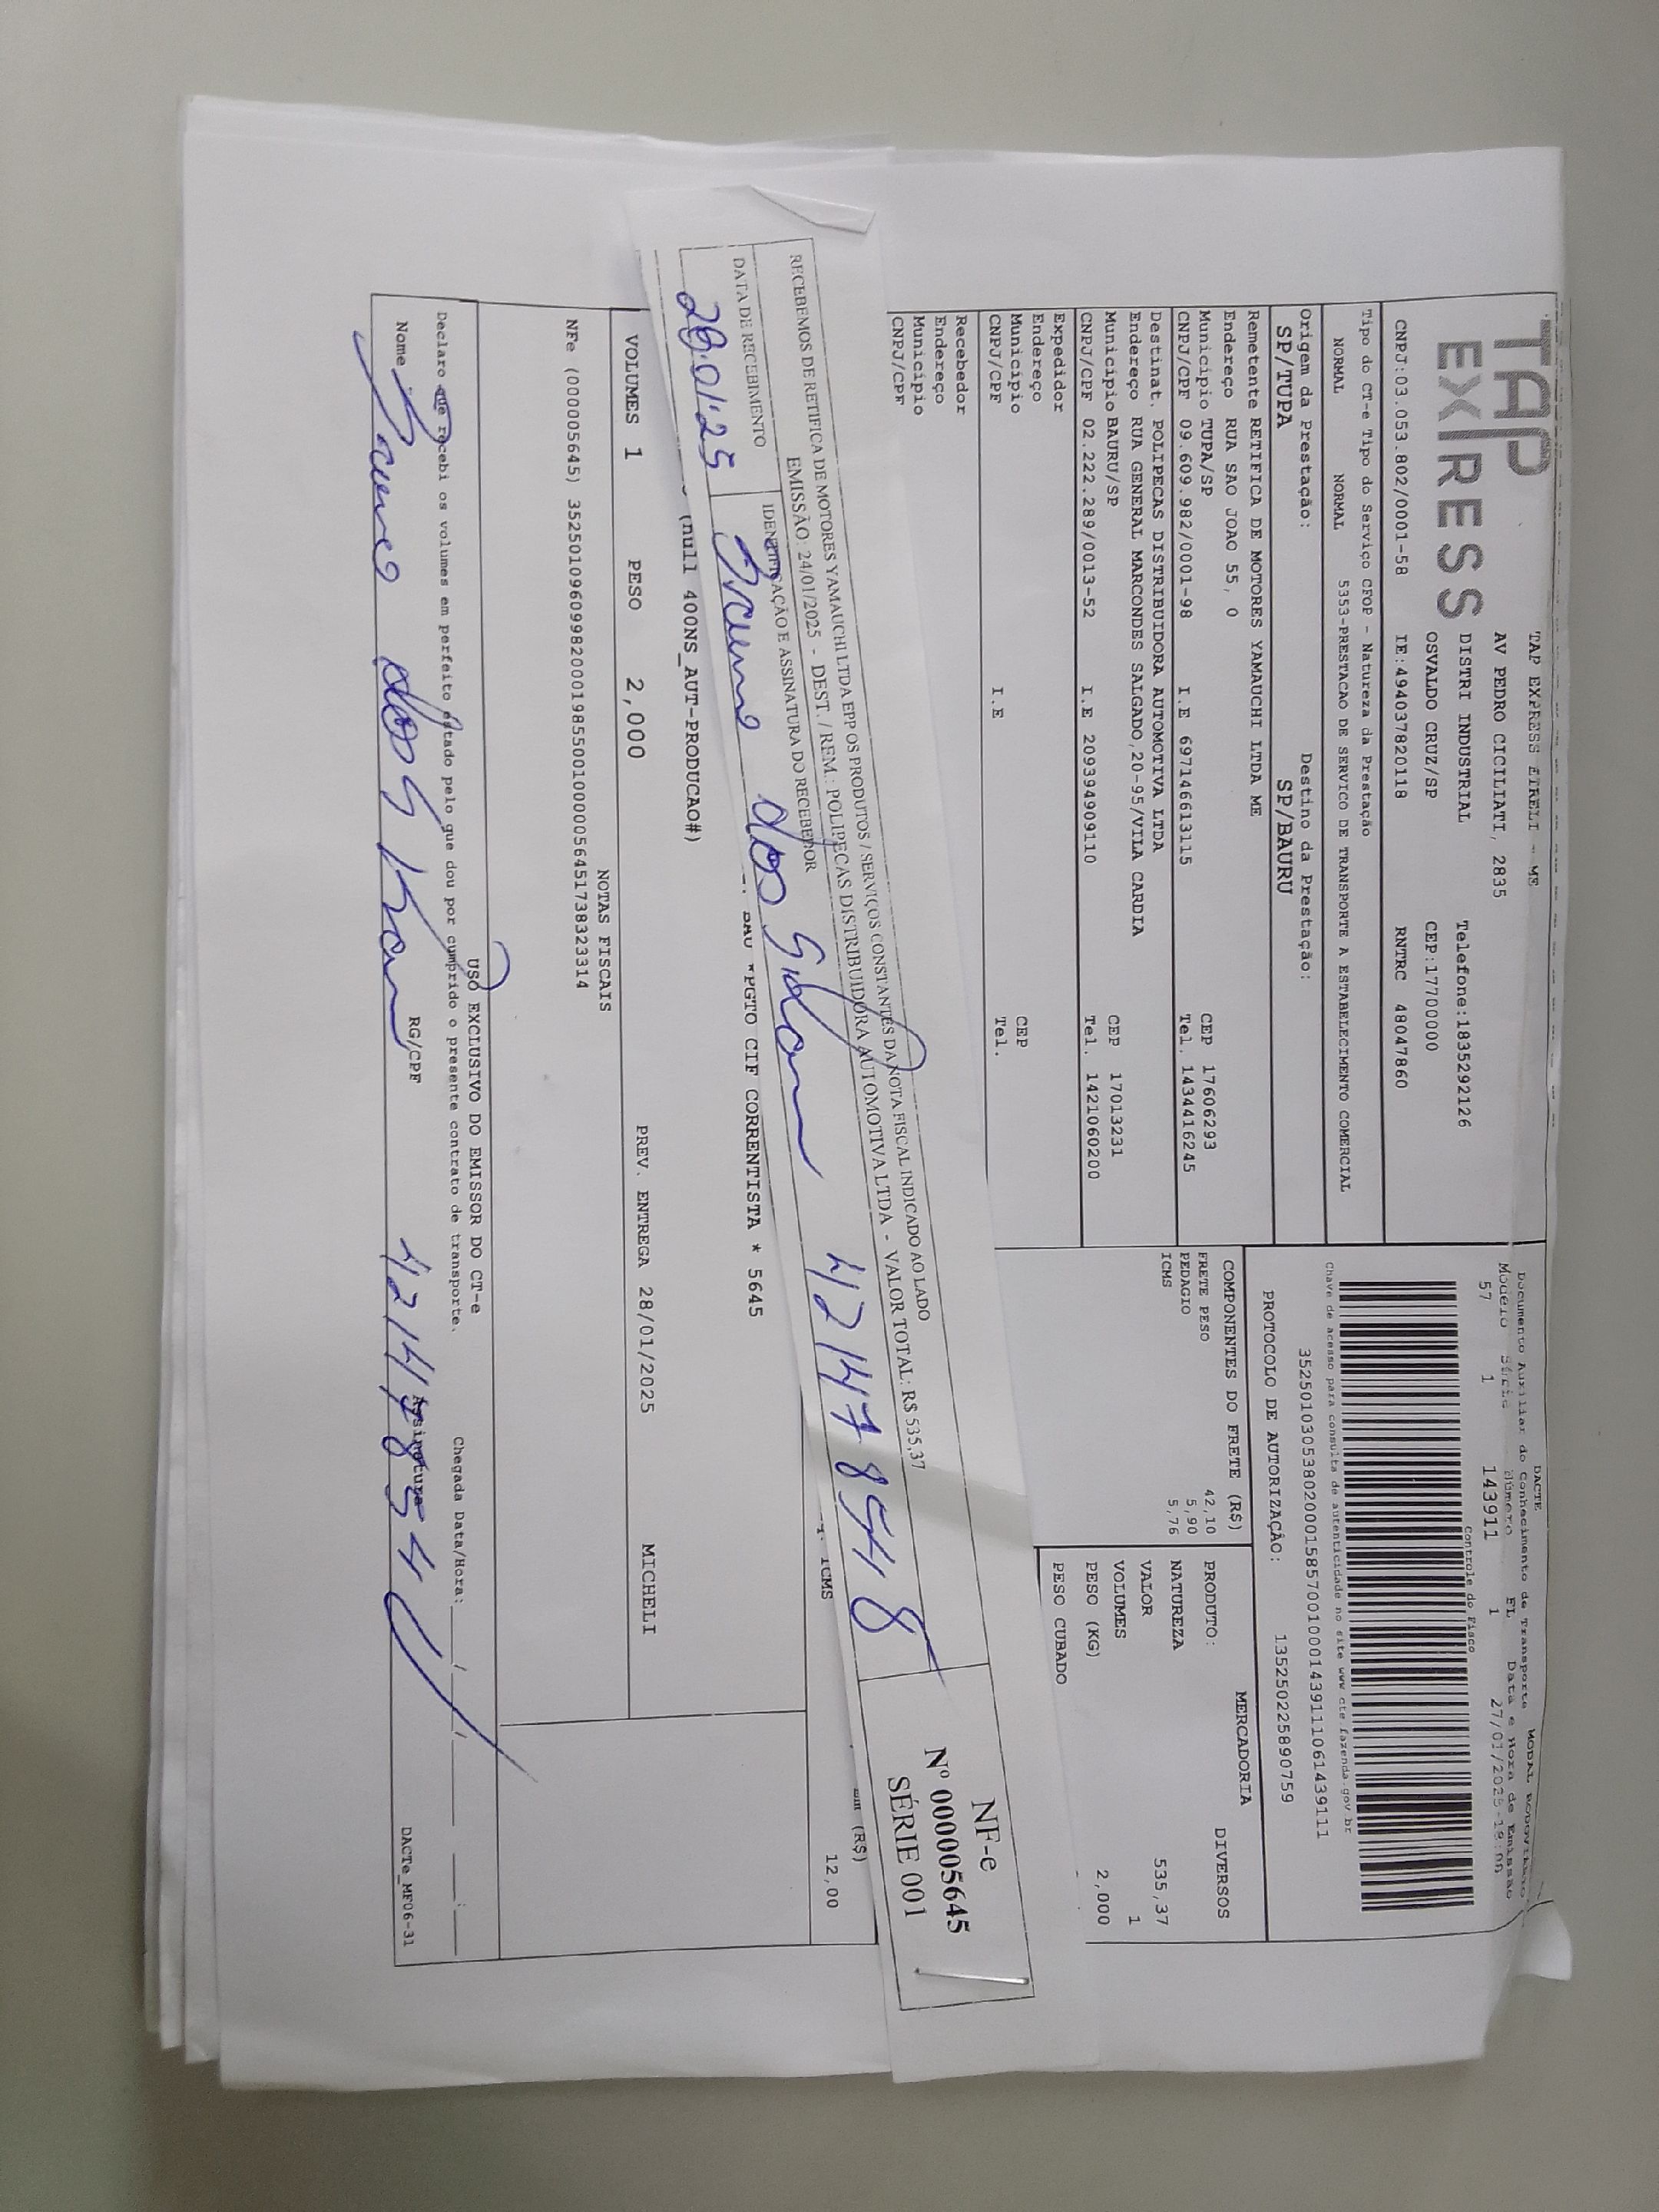 TAP
EXPRESS
TAP EXPRESS EIRELI - ME
AV PEDRO CICILIATI, 2835
DISTRI INDUSTRIAL
Telefone:1835292126
OSVALDO CRUZ/SP
CEP:17700000
CNPJ:03.053.802/0001-58
IE:494037820118
RNTRC 48047860
DACTE
Documento Auxiliar do Conhecimento de Transporte
MODAL RODOVIARIO
Modelo Série Número FL Data e Hora de Emissão
57 1 143911 1 27/01/2025-18:00
Controle do Fisco
Chave de acesso para consulta de autenticidade no site www cte fazenda.gov.br
35250103053802000158570010001439111061439111
PROTOCOLO DE AUTORIZAÇÃO: 135250225890759
Tipo do CT-e Tipo do Serviço CFOP - Natureza da Prestação
NORMAL NORMAL 5353-PRESTACAO DE SERVICO DE TRANSPORTE A ESTABELECIMENTO COMERCIAL
Origem da Prestação: Destino da Prestação:
SP/TUPA SP/BAURU
Remetente RETIFICA DE MOTORES YAMAUCHI LTDA ME
Endereço RUA SAO JOAO 55, 0
Município TUPA/SP CEP 17606293
CNPJ/CPF 09.609.982/0001-98 I.E 697146613115 Tel. 1434416245
Destinat. POLIPECAS DISTRIBUIDORA AUTOMOTIVA LTDA
Endereço RUA GENERAL MARCONDES SALGADO,20-95/VILA CARDIA
Município BAURU/SP CEP 17013231
CNPJ/CPF 02.222.289/0013-52 I.E 209394909110 Tel. 1421060200
Expedidor
Endereço
Município CEP
CNPJ/CPF I.E Tel.
Recebedor
Endereço
Município
CNPJ/CPF
COMPONENTES DO FRETE (R$)
FRETE PESO 42,10
PEDAGIO 5,90
ICMS 5,76
MERCADORIA
PRODUTO: DIVERSOS
NATUREZA
VALOR 535,37
VOLUMES 1
PESO (KG) 2,000
PESO CUBADO
RECEBEMOS DE RETIFICA DE MOTORES YAMAUCHI LTDA EPP OS PRODUTOS / SERVIÇOS CONSTANTES DA NOTA FISCAL INDICADO AO LADO
EMISSÃO: 24/01/2025 - DEST. / REM.: POLIPECAS DISTRIBUIDORA AUTOMOTIVA LTDA - VALOR TOTAL: R$ 535,37
DATA DE RECEBIMENTO
IDENTIFICAÇÃO E ASSINATURA DO RECEBEDOR
28.01.25
dos
NF-e
Nº 000005645
SÉRIE 001
(R$)
ICMS 12,00
*PGTO CIF CORRENTISTA * 5645
(null 400NS_AUT-PRODUCAO#)
VOLUMES 1 PESO 2,000 PREV. ENTREGA 28/01/2025 MICHELI
NOTAS FISCAIS
NFe (000005645) 35250109609982000198550010000056451738323314
USO EXCLUSIVO DO EMISSOR DO CT-e
Declaro que recebi os volumes em perfeito estado pelo que dou por cumprido o presente contrato de transporte.
Chegada Data/Hora: / / :
Nome dos RG/CPF Assinatura
DACTe_MF06-31